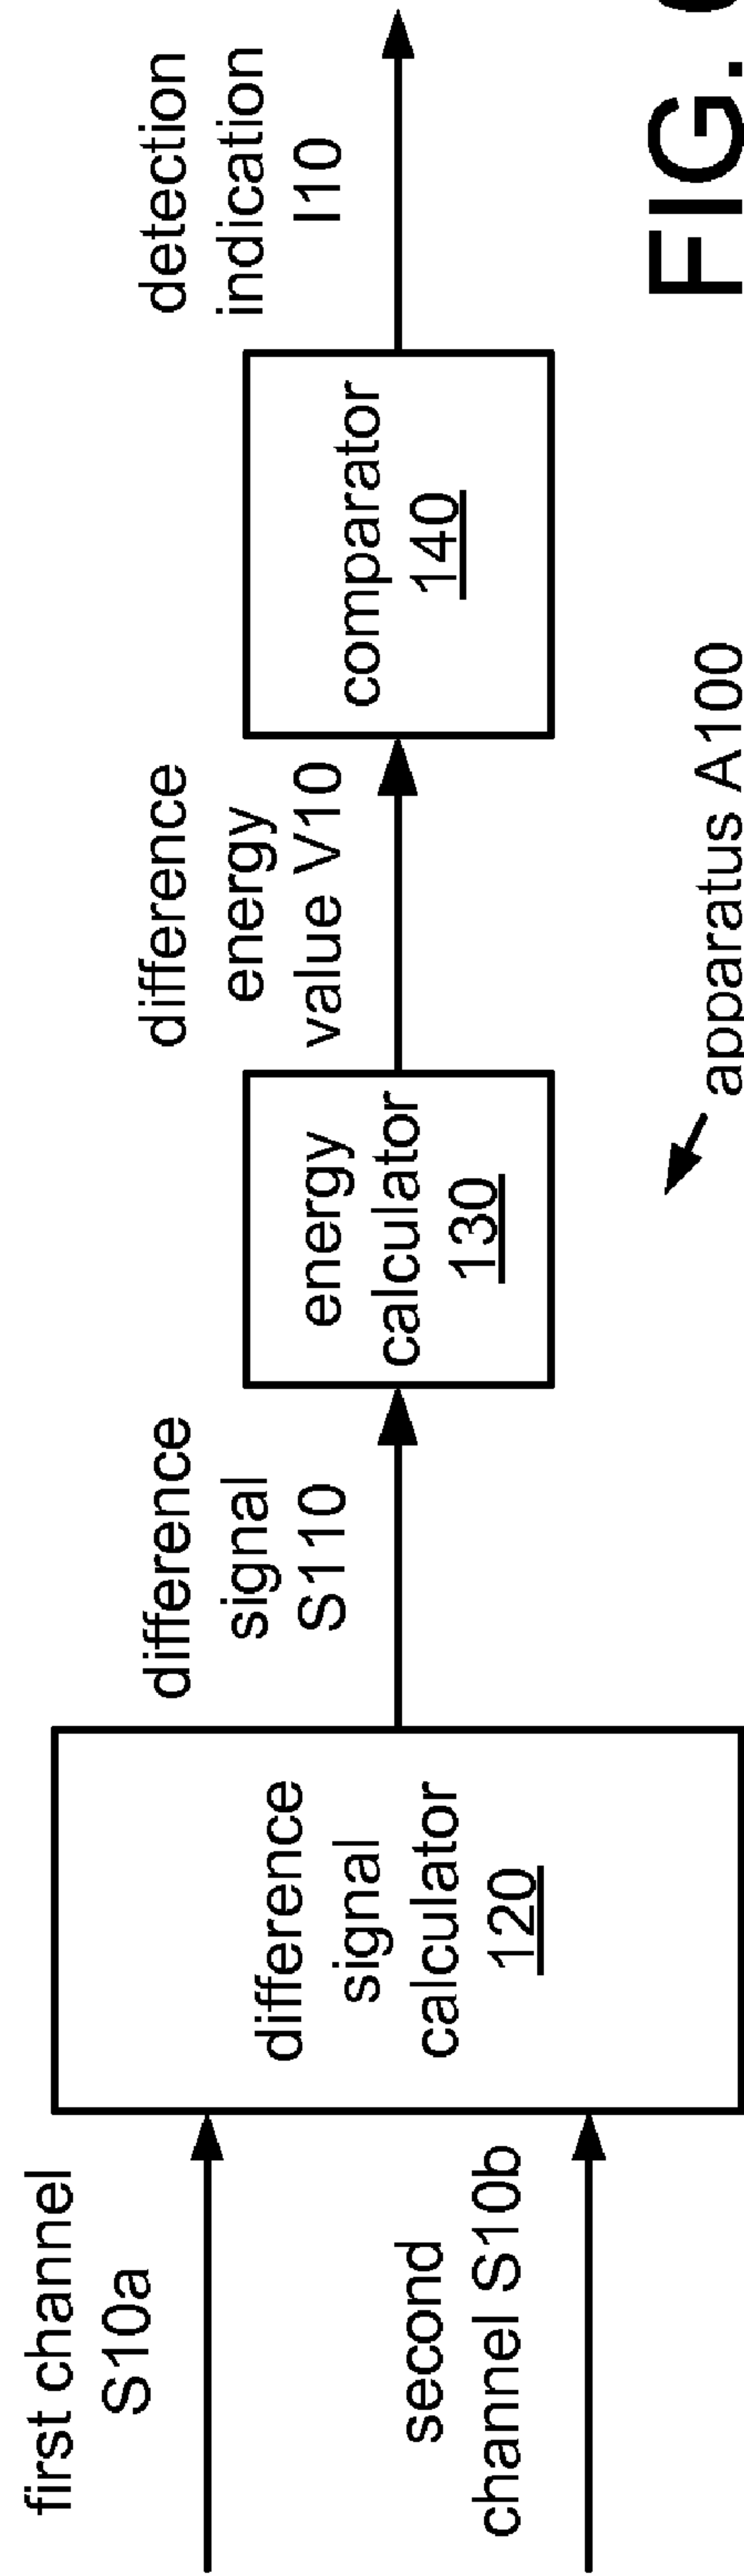 first channel
S10a
second
channel S10b
difference
signal
calculator
120
difference
signal
S110
energy
calculator
130
difference
energy
value V10
comparator
140
detection
indication
I10
apparatus A100
FIG.